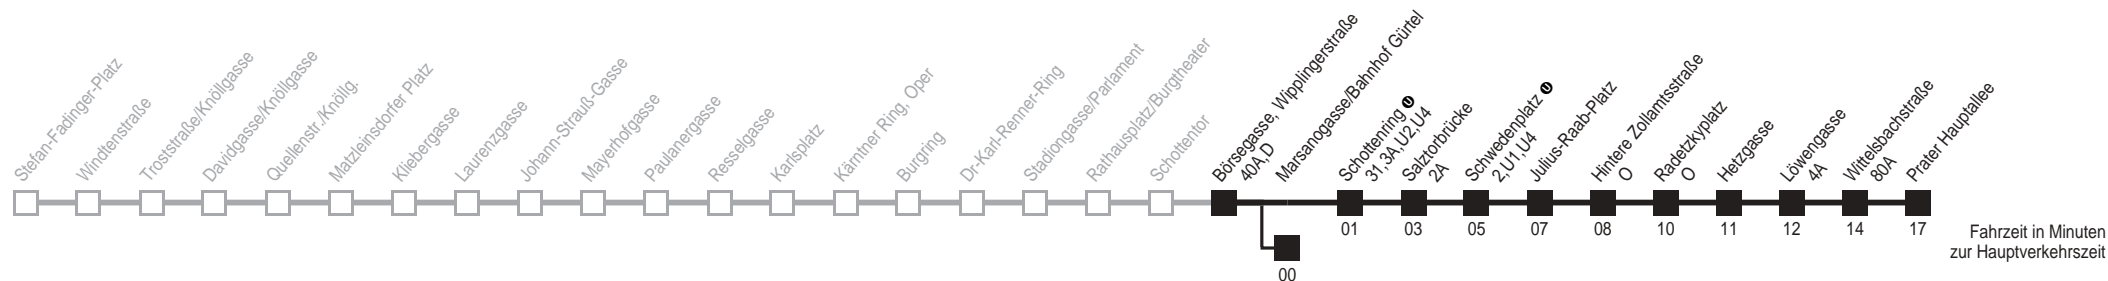 Stefan-Fadinger-Platz
Windtenstraße
Troststraße/Knöllgasse
Davidgasse/Knöllgasse
Quellenstr./Knöllg.
Matzleinsdorfer Platz
Kliebergasse
Laurenzgasse
Johann-Strauß-Gasse
Mayerhofgasse
Paulanergasse
Resselgasse
Karlsplatz
Kärntner Ring, Oper
Burgring
Dr-Karl-Renner-Ring
Stadiongasse/Parlament
Rathausplatz/Burgtheater
Schottentor
Börsegasse, Wipplingerstraße
40A,D
Marsanogasse/Bahnhof Gürtel
00
Schottenring U
31,3A,U2,U4
01
Salztorbrücke
2A
03
Schwedenplatz U
2,U1,U4
05
Julius-Raab-Platz
07
Hintere Zollamtsstraße
O
08
Radetzkyplatz
O
10
Hetzgasse
11
Löwengasse
4A
12
Wittelsbachstraße
80A
14
Prater Hauptallee
17
Fahrzeit in Minuten
zur Hauptverkehrszeit